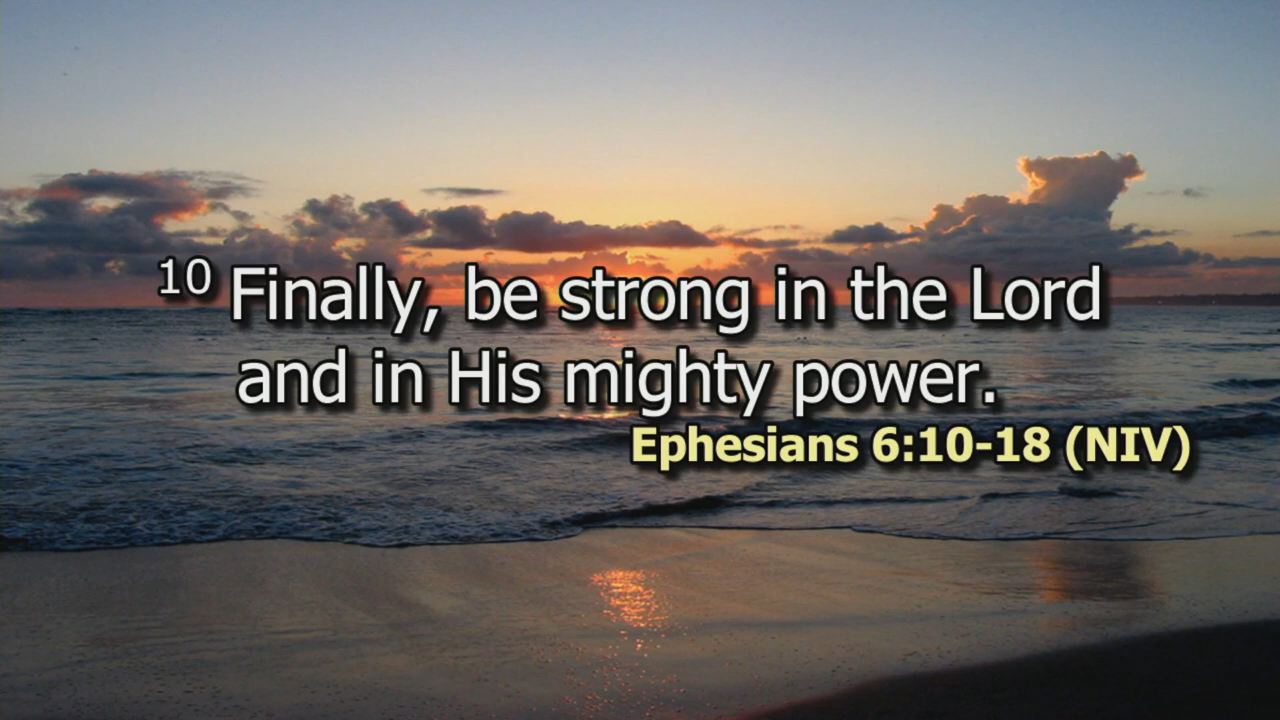 10 Finally, be strong in the Lord
and in His mighty power.
Ephesians 6:10-18 (NIV)